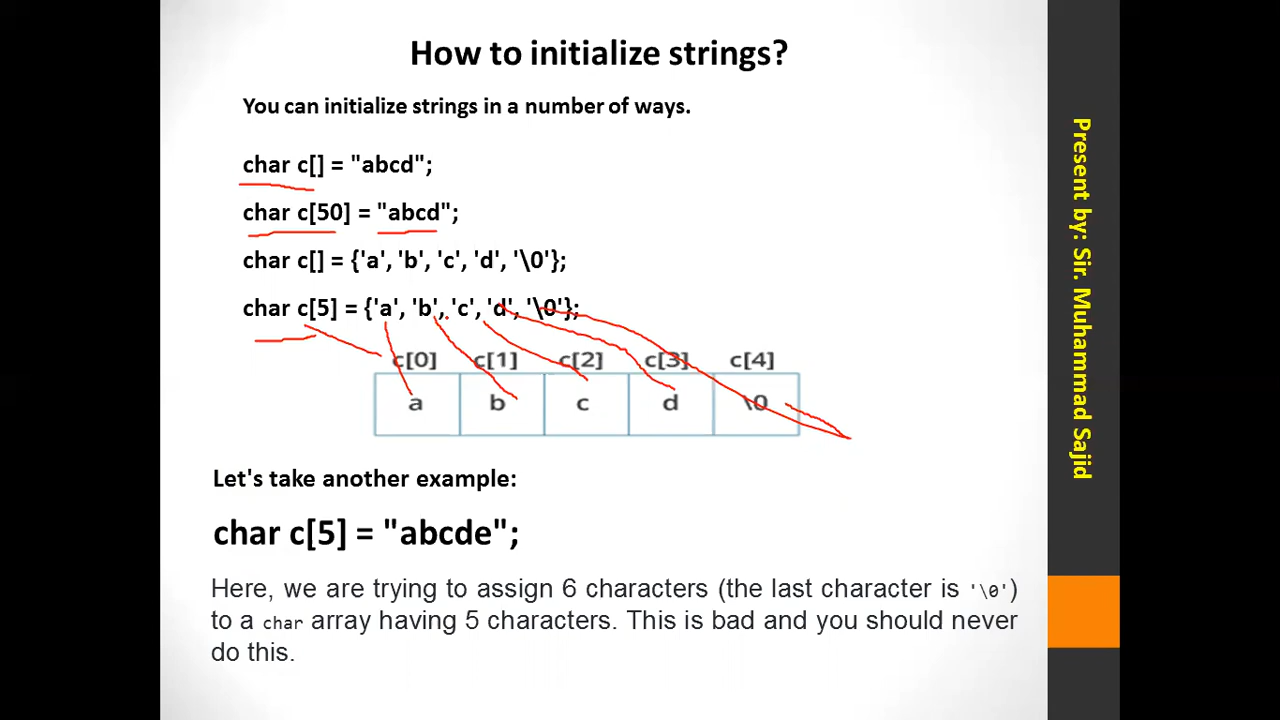 How to initialize strings?
You can initialize strings in a number of ways.
char c[] = "abcd";
char c[50] = "abcd";
char c[] = {'a', 'b', 'c', 'd', '\0'};
char c[5] = {'a', 'b', 'c', 'd', '\0'};
c[0] c[1] c[2] c[3] c[4]
a b c d \0
Let's take another example:
char c[5] = "abcde";
Here, we are trying to assign 6 characters (the last character is '\0')
to a char array having 5 characters. This is bad and you should never
do this.
Present by: Sir. Muhammad Sajid